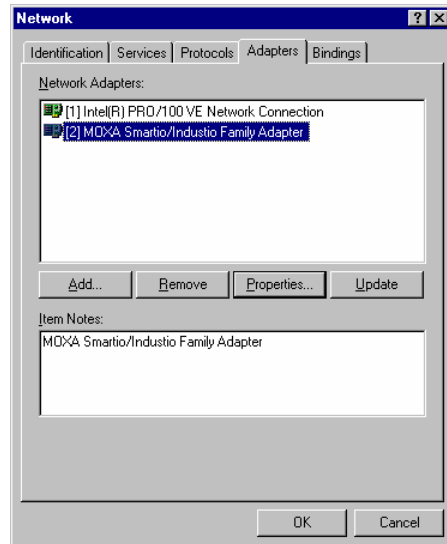 Network
Identification Services Protocols Adapters Bindings
Network Adapters:
[1] Intel(R) PRO/100 VE Network Connection
[2] MOXA Smartio/Industio Family Adapter
Add... Remove Properties... Update
Item Notes:
MOXA Smartio/Industio Family Adapter
OK Cancel